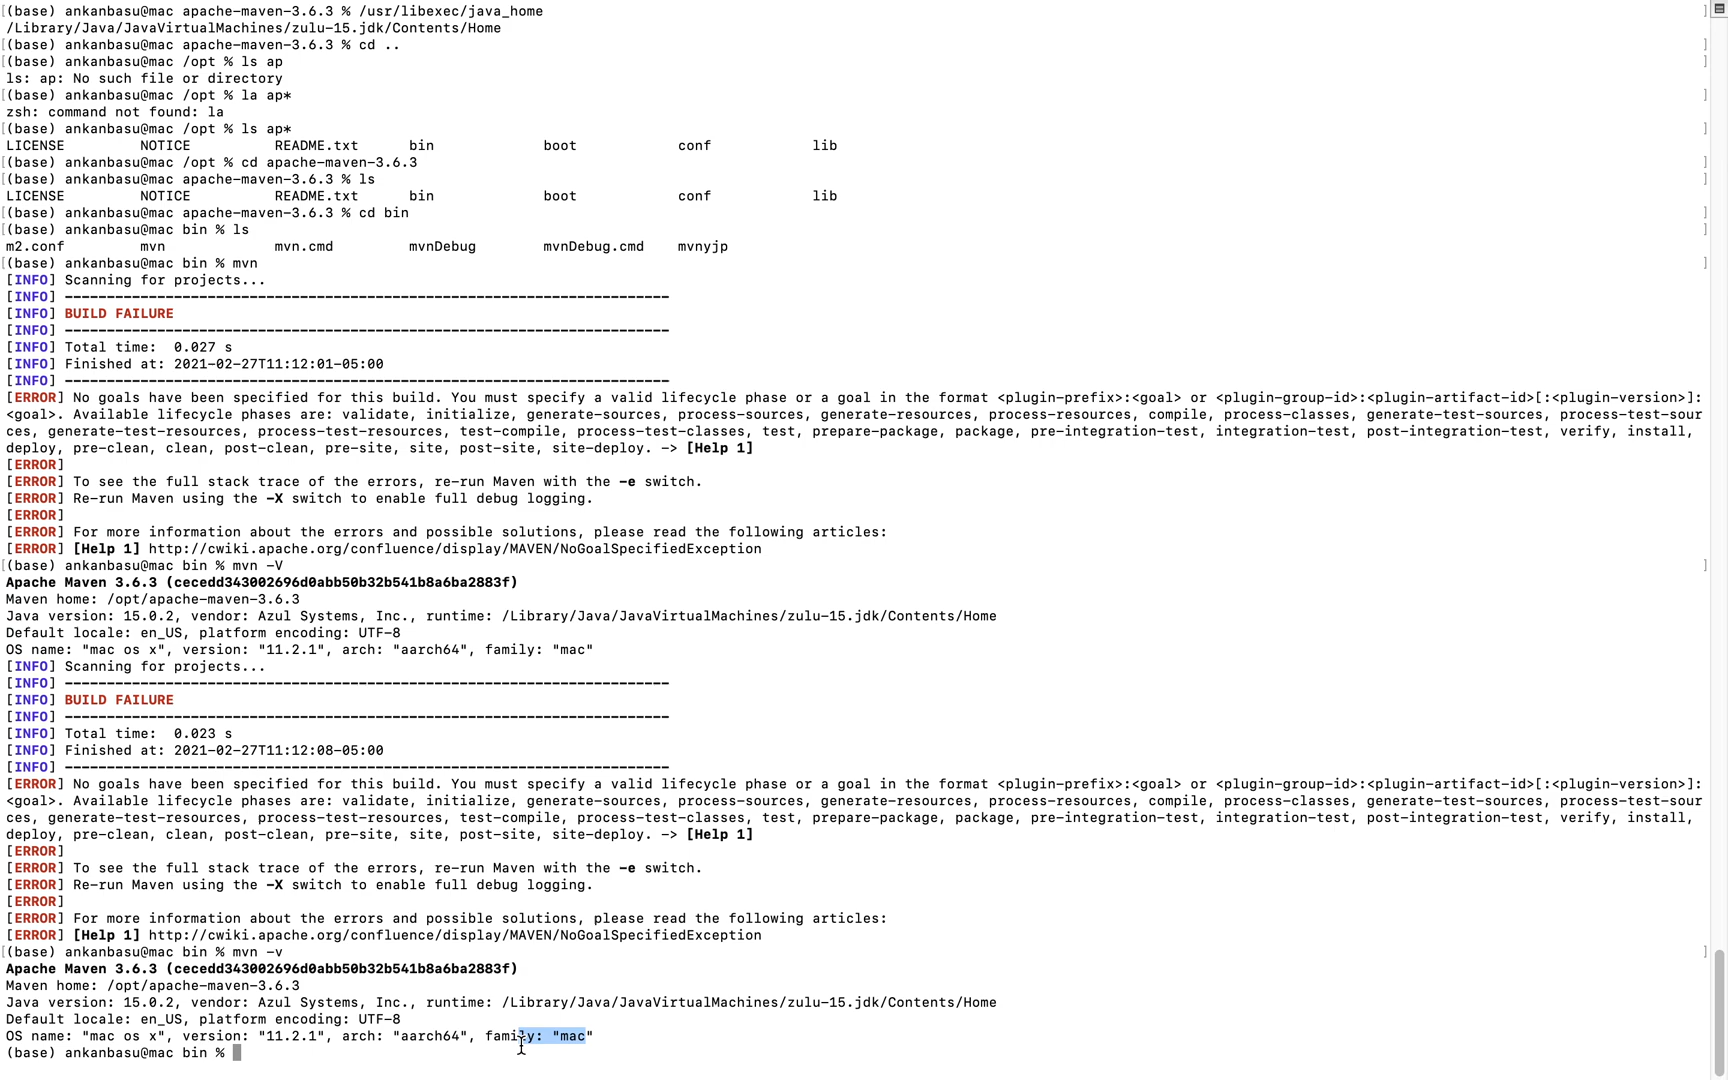 (base) ankanbasu@mac apache-maven-3.6.3 % /usr/libexec/java_home
/Library/Java/JavaVirtualMachines/zulu-15.jdk/Contents/Home
(base) ankanbasu@mac apache-maven-3.6.3 % cd ..
(base) ankanbasu@mac /opt % ls ap
ls: ap: No such file or directory
(base) ankanbasu@mac /opt % la ap*
zsh: command not found: la
(base) ankanbasu@mac /opt % ls ap*
LICENSE NOTICE README.txt bin boot conf lib
(base) ankanbasu@mac /opt % cd apache-maven-3.6.3
(base) ankanbasu@mac apache-maven-3.6.3 % ls
LICENSE NOTICE README.txt bin boot conf lib
(base) ankanbasu@mac apache-maven-3.6.3 % cd bin
(base) ankanbasu@mac bin % ls
m2.conf mvn mvn.cmd mvnDebug mvnDebug.cmd mvnyjp
(base) ankanbasu@mac bin % mvn
[INFO] Scanning for projects...
[INFO] ------------------------------------------------------------------------
[INFO] BUILD FAILURE
[INFO] ------------------------------------------------------------------------
[INFO] Total time:  0.027 s
[INFO] Finished at: 2021-02-27T11:12:01-05:00
[INFO] ------------------------------------------------------------------------
[ERROR] No goals have been specified for this build. You must specify a valid lifecycle phase or a goal in the format <plugin-prefix>:<goal> or <plugin-group-id>:<plugin-artifact-id>[:<plugin-version>]:
<goal>. Available lifecycle phases are: validate, initialize, generate-sources, process-sources, generate-resources, process-resources, compile, process-classes, generate-test-sources, process-test-sour
ces, generate-test-resources, process-test-resources, test-compile, process-test-classes, test, prepare-package, package, pre-integration-test, integration-test, post-integration-test, verify, install,
deploy, pre-clean, clean, post-clean, pre-site, site, post-site, site-deploy. -> [Help 1]
[ERROR]
[ERROR] To see the full stack trace of the errors, re-run Maven with the -e switch.
[ERROR] Re-run Maven using the -X switch to enable full debug logging.
[ERROR]
[ERROR] For more information about the errors and possible solutions, please read the following articles:
[ERROR] [Help 1] http://cwiki.apache.org/confluence/display/MAVEN/NoGoalSpecifiedException
(base) ankanbasu@mac bin % mvn -V
Apache Maven 3.6.3 (cecedd343002696d0abb50b32b541b8a6ba2883f)
Maven home: /opt/apache-maven-3.6.3
Java version: 15.0.2, vendor: Azul Systems, Inc., runtime: /Library/Java/JavaVirtualMachines/zulu-15.jdk/Contents/Home
Default locale: en_US, platform encoding: UTF-8
OS name: "mac os x", version: "11.2.1", arch: "aarch64", family: "mac"
[INFO] Scanning for projects...
[INFO] ------------------------------------------------------------------------
[INFO] BUILD FAILURE
[INFO] ------------------------------------------------------------------------
[INFO] Total time:  0.023 s
[INFO] Finished at: 2021-02-27T11:12:08-05:00
[INFO] ------------------------------------------------------------------------
[ERROR] No goals have been specified for this build. You must specify a valid lifecycle phase or a goal in the format <plugin-prefix>:<goal> or <plugin-group-id>:<plugin-artifact-id>[:<plugin-version>]:
<goal>. Available lifecycle phases are: validate, initialize, generate-sources, process-sources, generate-resources, process-resources, compile, process-classes, generate-test-sources, process-test-sour
ces, generate-test-resources, process-test-resources, test-compile, process-test-classes, test, prepare-package, package, pre-integration-test, integration-test, post-integration-test, verify, install,
deploy, pre-clean, clean, post-clean, pre-site, site, post-site, site-deploy. -> [Help 1]
[ERROR]
[ERROR] To see the full stack trace of the errors, re-run Maven with the -e switch.
[ERROR] Re-run Maven using the -X switch to enable full debug logging.
[ERROR]
[ERROR] For more information about the errors and possible solutions, please read the following articles:
[ERROR] [Help 1] http://cwiki.apache.org/confluence/display/MAVEN/NoGoalSpecifiedException
(base) ankanbasu@mac bin % mvn -v
Apache Maven 3.6.3 (cecedd343002696d0abb50b32b541b8a6ba2883f)
Maven home: /opt/apache-maven-3.6.3
Java version: 15.0.2, vendor: Azul Systems, Inc., runtime: /Library/Java/JavaVirtualMachines/zulu-15.jdk/Contents/Home
Default locale: en_US, platform encoding: UTF-8
OS name: "mac os x", version: "11.2.1", arch: "aarch64", family: "mac"
(base) ankanbasu@mac bin %